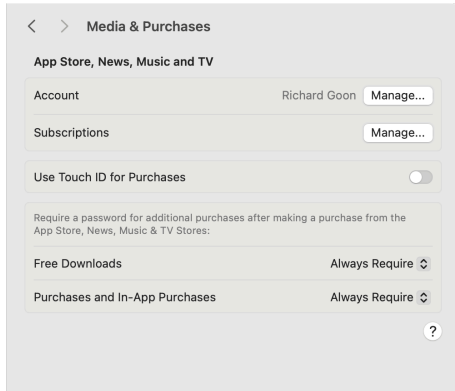 Media & Purchases
App Store, News, Music and TV
Account Richard Goon Manage...
Subscriptions Manage...
Use Touch ID for Purchases
Require a password for additional purchases after making a purchase from the
App Store, News, Music & TV Stores:
Free Downloads Always Require
Purchases and In-App Purchases Always Require
?